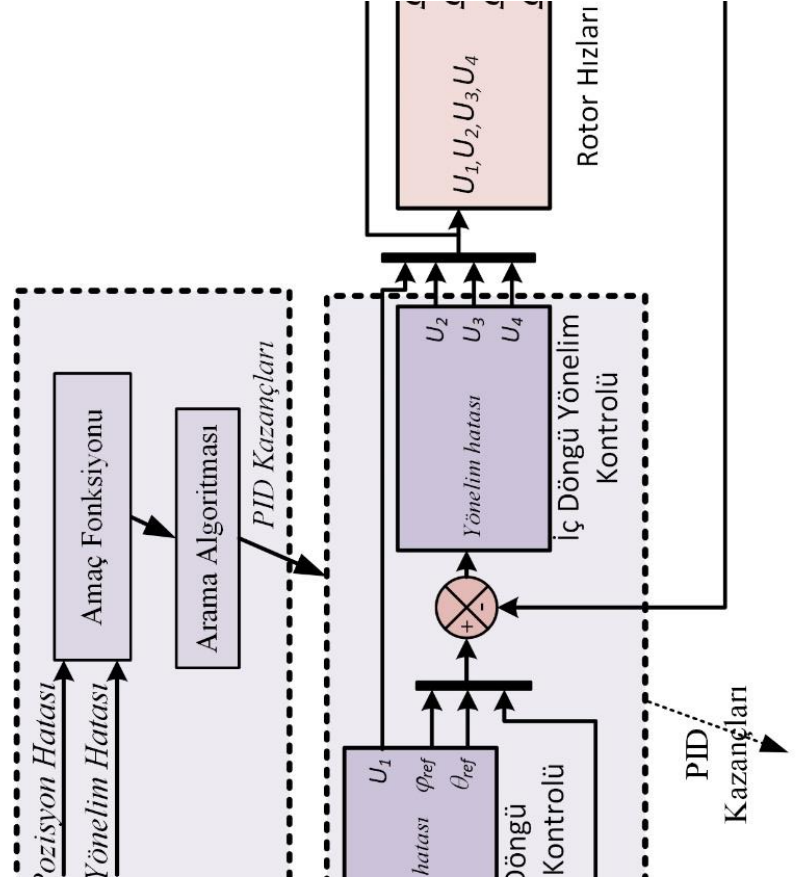 Pozisyon Hatası
Yönelim Hatası
Amaç Fonksiyonu
Arama Algoritması
PID Kazançları
hatası
U1
φref
θref
Döngü
Kontrolü
+
-
Yönelim hatası
U2
U3
U4
İç Döngü Yönelim
Kontrolü
U1,U2,U3,U4
Rotor Hızları
PID
Kazançları